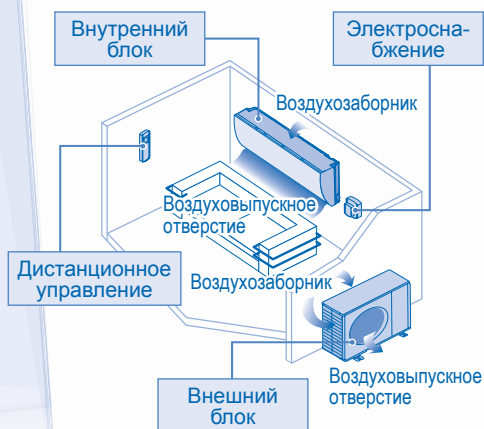 Внутренний
блок
Электросна-
бжение
Воздухозаборник
Воздуховыпускное
отверстие
Дистанционное
управление
Воздухозаборник
Воздуховыпускное
отверстие
Внешний
блок